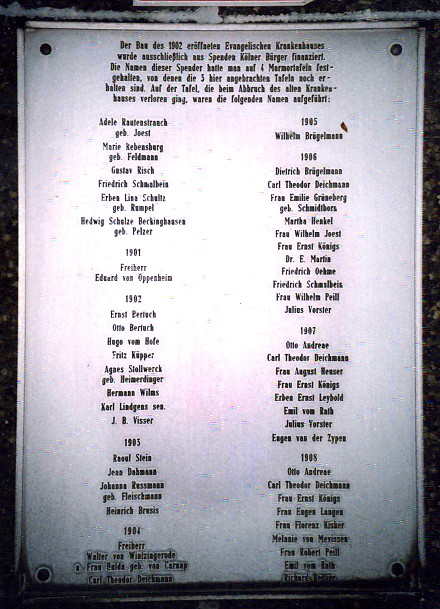 Der Bau des 1902 eröffneten Evangelischen Krankenhauses
wurde ausschließlich aus Spenden Kölner Bürger finanziert.
Die Namen dieser Spender hatte man auf 4 Marmortafeln fest-
gehalten, von denen die 3 hier angebrachten Tafeln noch er-
halten sind. Auf der Tafel, die beim Abbruch des alten Kranken-
hauses verloren ging, waren die folgenden Namen aufgeführt:
Adele Rautenstrauch
geb. Joest
Marie Rebensburg
geb. Feldmann
Gustav Risch
Friedrich Schmalbein
Erben Lina Schultz
geb. Rumpel
Hedwig Schulze Beckinghausen
geb. Pelzer
1901
Freiherr
Eduard von Oppenheim
1902
Ernst Bertuch
Otto Bertuch
Hugo vom Hofe
Fritz Küpper
Agnes Stollwerck
geb. Heimerdinger
Hermann Wilms
Karl Lindgens sen.
J. B. Visser
1903
Raoul Stein
Jean Dahmann
Johanna Russmann
geb. Fleischmann
Heinrich Brusis
1904
Freiherr
Walter von Wintzingerode
u. Frau Hulda geb. von Carnap
Carl Theodor Deichmann
1905
Wilhelm Brügelmann
1906
Dietrich Brügelmann
Carl Theodor Deichmann
Frau Emilie Grüneberg
geb. Schmidtborn
Martha Henkel
Frau Wilhelm Joest
Frau Ernst Königs
Dr. E. Martin
Friedrich Oehme
Friedrich Schmalbein
Frau Wilhelm Peill
Julius Vorster
1907
Otto Andreae
Carl Theodor Deichmann
Frau August Heuser
Frau Ernst Königs
Erben Ernst Leybold
Emil vom Rath
Julius Vorster
Eugen van der Zypen
1908
Otto Andreae
Carl Theodor Deichmann
Frau Ernst Königs
Frau Eugen Langen
Frau Florenz Kisker
Melanie von Mevissen
Frau Robert Peill
Emil vom Rath
Richard